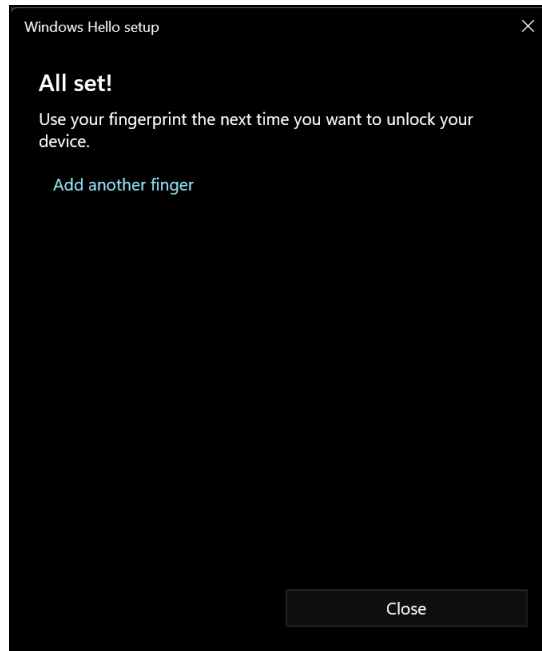 Windows Hello setup
All set!
Use your fingerprint the next time you want to unlock your
device.
Add another finger
Close